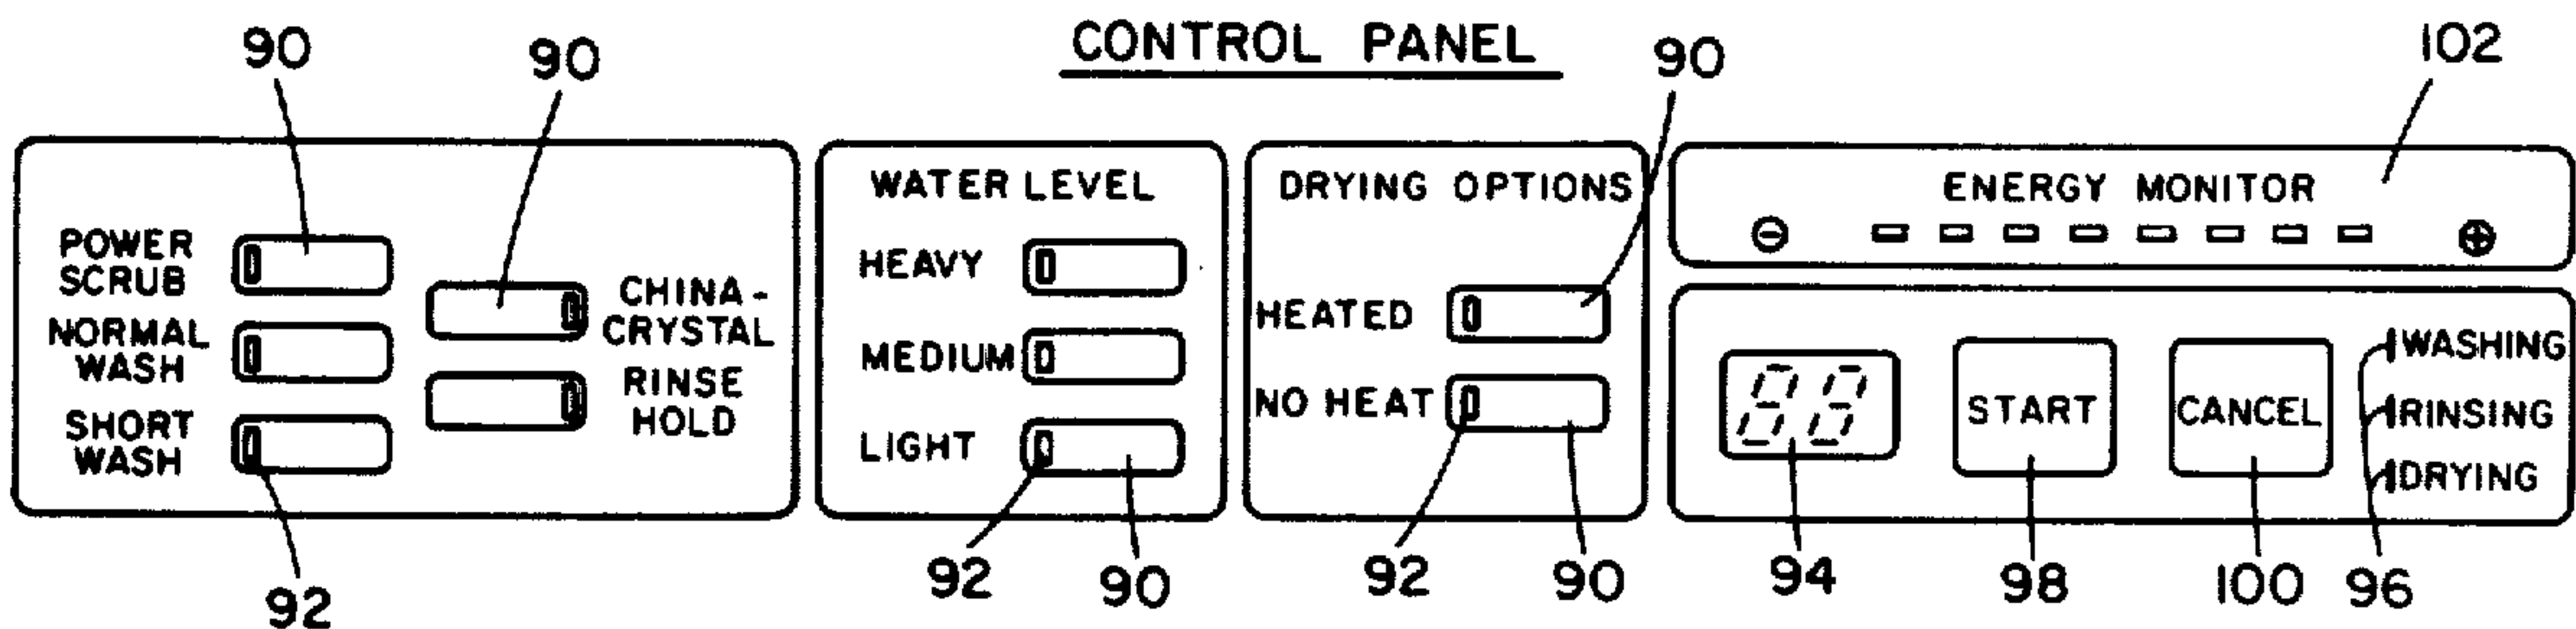 CONTROL PANEL
90
90
90
102
POWER
SCRUB
NORMAL
WASH
SHORT
WASH
CHINA-
CRYSTAL
RINSE
HOLD
92
WATER LEVEL
HEAVY
MEDIUM
LIGHT
92
90
DRYING OPTIONS
HEATED
NO HEAT
92
90
ENERGY MONITOR
⊖ ⊕
88
START
CANCEL
WASHING
RINSING
DRYING
94
98
100
96